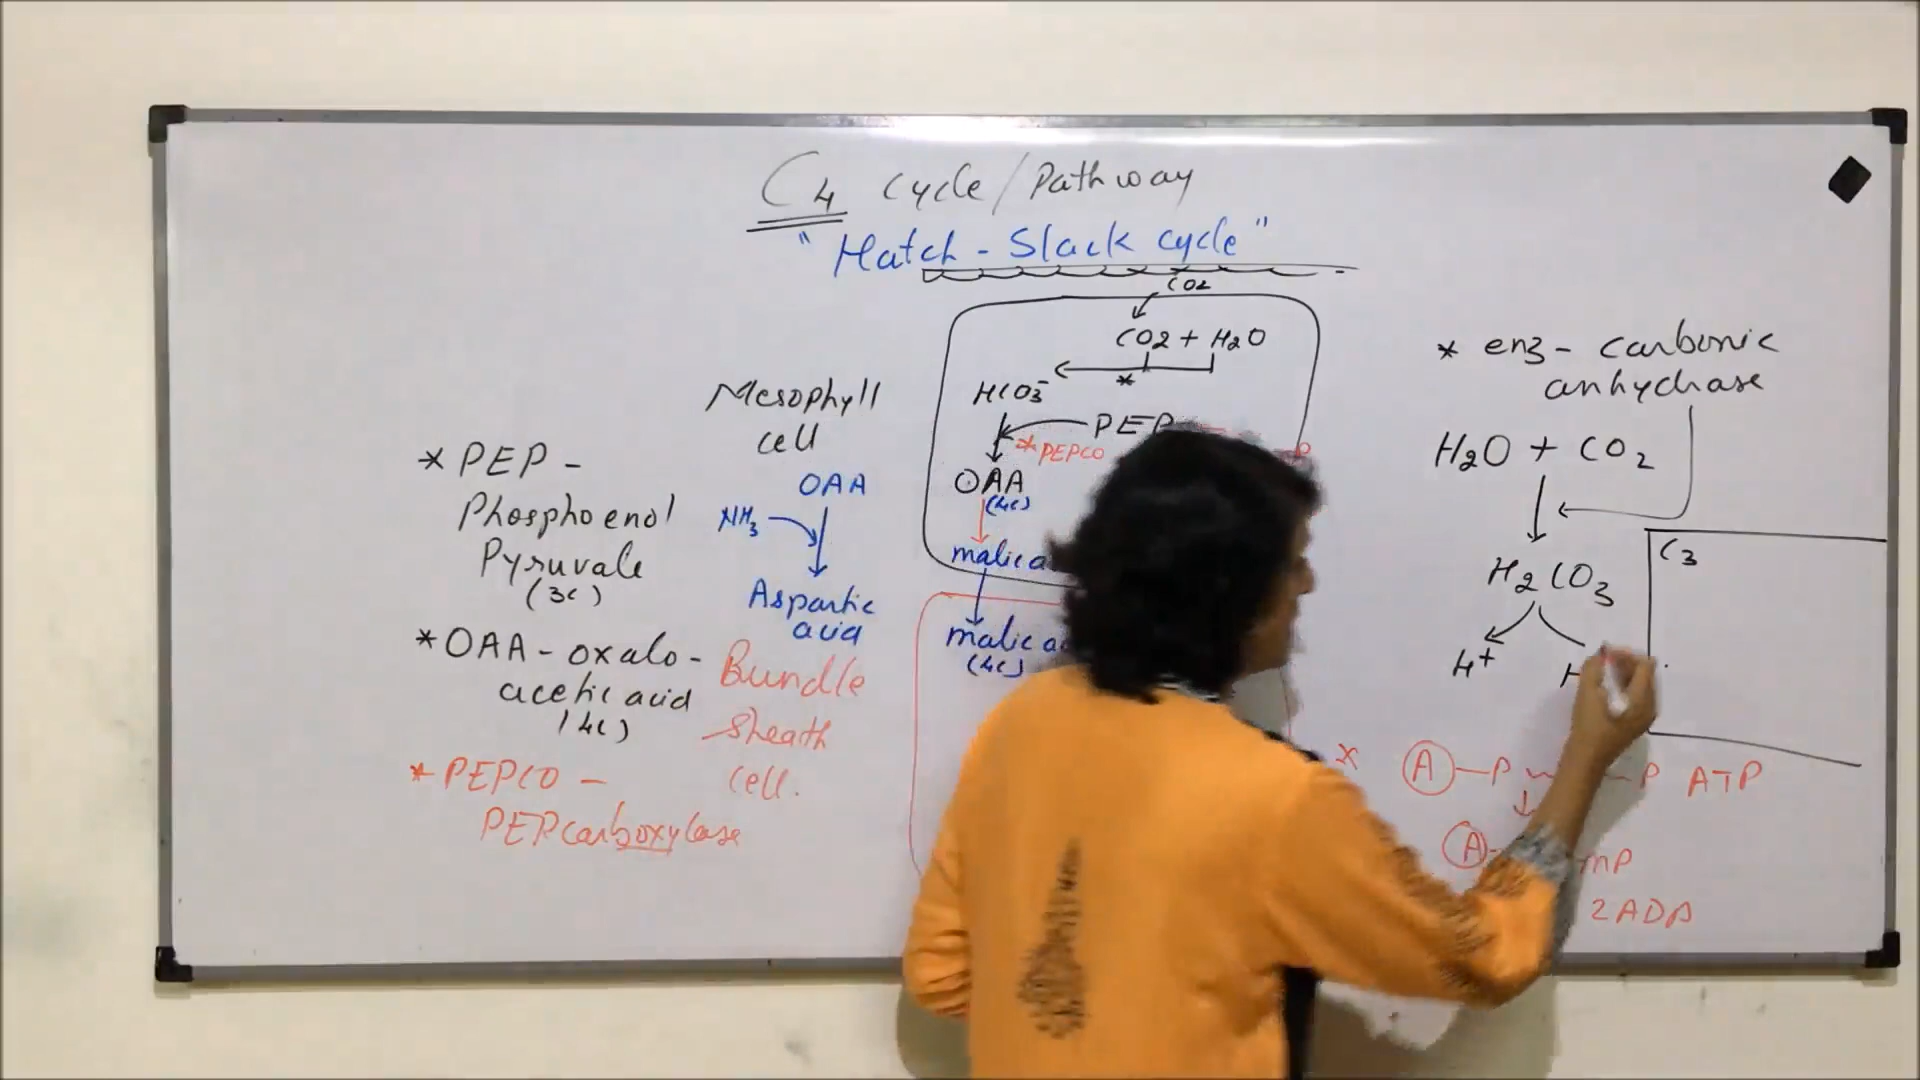 C4 cycle/Pathway
"Hatch-Slack cycle"
CO2
CO2 + H2O
*
HCO3-
PEP
*PEPCO
P
OAA
(4C)
malic a
malic a
(4C)
Mesophyll
cell
OAA
NH3
Aspartic
acid
Bundle
Sheath
cell.
*PEP -
Phosphoenol
Pyruvate
(3C)
*OAA-oxalo-
acetic acid
(4C)
*PEPCO -
PEPcarboxylase
* enz- carbonic
anhydrase
H2O + CO2
H2CO3
H+
H
C3
* A-P P ATP
A- MP
2ADP